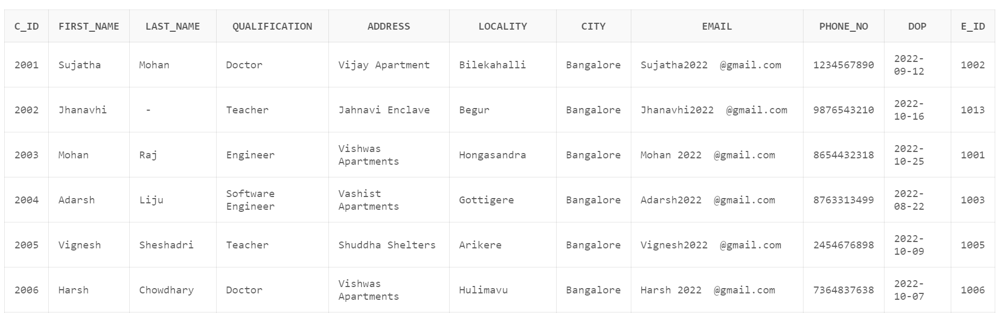 C_ID FIRST_NAME LAST_NAME QUALIFICATION ADDRESS LOCALITY CITY EMAIL PHONE_NO DOP E_ID
2001 Sujatha Mohan Doctor Vijay Apartment Bilekahalli Bangalore Sujatha2022  @gmail.com 1234567890 2022-
09-12 1002
2002 Jhanavhi - Teacher Jahnavi Enclave Begur Bangalore Jhanavhi2022  @gmail.com 9876543210 2022-
10-16 1013
2003 Mohan Raj Engineer Vishwas
Apartments Hongasandra Bangalore Mohan 2022  @gmail.com 8654432318 2022-
10-25 1001
2004 Adarsh Liju Software
Engineer Vashist
Apartments Gottigere Bangalore Adarsh2022  @gmail.com 8763313499 2022-
08-22 1003
2005 Vignesh Sheshadri Teacher Shuddha Shelters Arikere Bangalore Vignesh2022  @gmail.com 2454676898 2022-
10-09 1005
2006 Harsh Chowdhary Doctor Vishwas
Apartments Hulimavu Bangalore Harsh 2022  @gmail.com 7364837638 2022-
10-07 1006